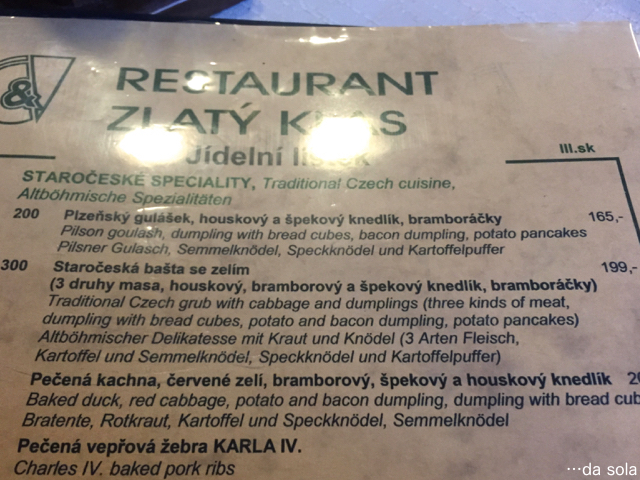 &
RESTAURANT
ZLATÝ
Jídelní
III.sk
STAROČESKÉ SPECIALITY, Traditional Czech cuisine,
Altböhmische Spezialitäten
200 Plzeňský gulášek, houskový a špekový knedlík, bramboráčky 165,-
Pilson goulash, dumpling with bread cubes, bacon dumpling, potato pancakes
Pilsner Gulasch, Semmelknödel, Speckknödel und Kartoffelpuffer
300 Staročeská bašta se zelím 199,-
(3 druhy masa, houskový, bramborový a špekový knedlík, bramboráčky)
Traditional Czech grub with cabbage and dumplings (three kinds of meat,
dumpling with bread cubes, potato and bacon dumpling, potato pancakes)
Altböhmischer Delikatesse mit Kraut und Knödel (3 Arten Fleisch,
Kartoffel und Semmelknödel, Speckknödel und Kartoffelpuffer)
Pečená kachna, červené zelí, bramborový, špekový a houskový knedlík
Baked duck, red cabbage, potato and bacon dumpling, dumpling with bread cub
Bratente, Rotkraut, Kartoffel und Speckknödel, Semmelknödel
Pečená vepřová žebra KARLA IV.
Charles IV. baked pork ribs
…da sola